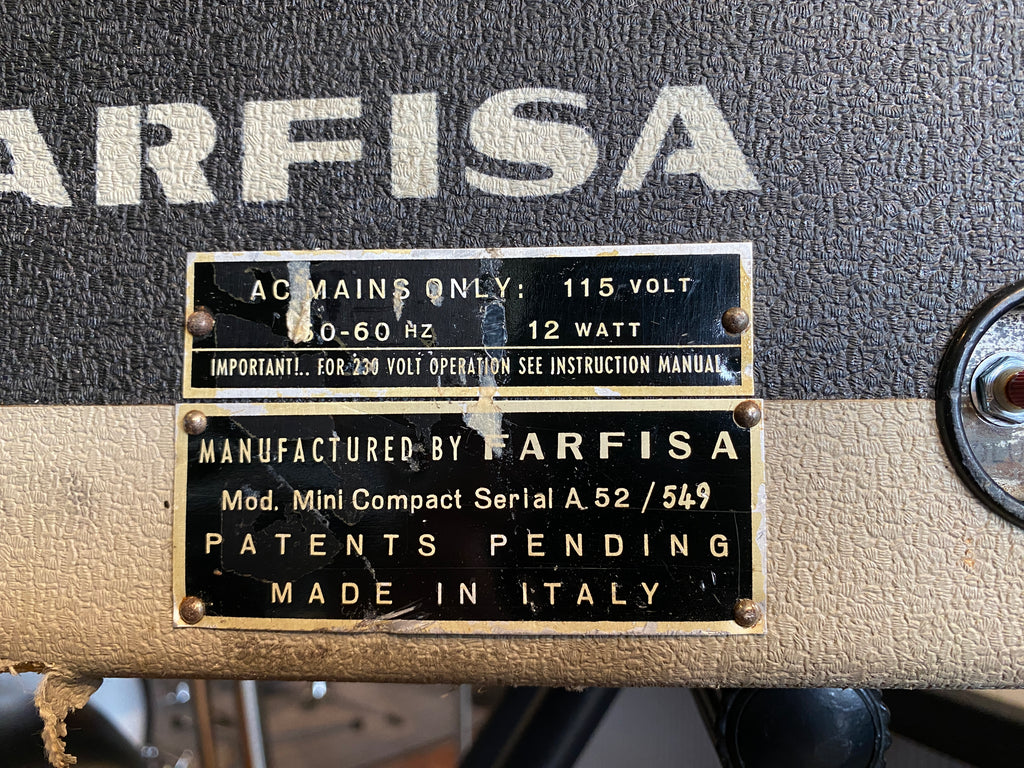 ARFISA
AC MAINS ONLY: 115 VOLT
50-60 HZ 12 WATT
IMPORTANT!.. FOR 230 VOLT OPERATION SEE INSTRUCTION MANUAL
MANUFACTURED BY FARFISA
Mod. Mini Compact Serial A 52 / 549
PATENTS PENDING
MADE IN ITALY